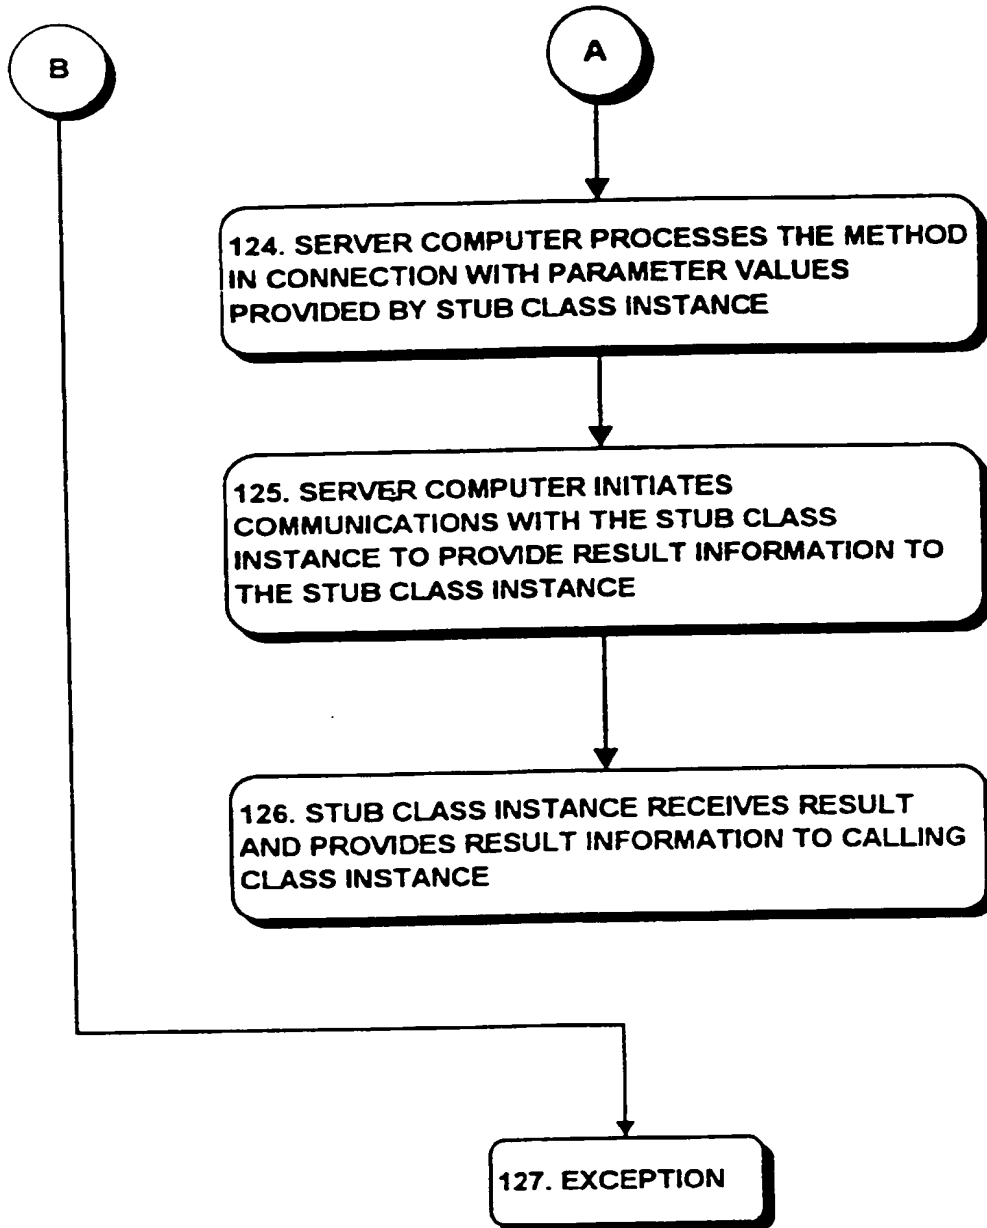 B
A
124. SERVER COMPUTER PROCESSES THE METHOD
IN CONNECTION WITH PARAMETER VALUES
PROVIDED BY STUB CLASS INSTANCE
125. SERVER COMPUTER INITIATES
COMMUNICATIONS WITH THE STUB CLASS
INSTANCE TO PROVIDE RESULT INFORMATION TO
THE STUB CLASS INSTANCE
126. STUB CLASS INSTANCE RECEIVES RESULT
AND PROVIDES RESULT INFORMATION TO CALLING
CLASS INSTANCE
127. EXCEPTION